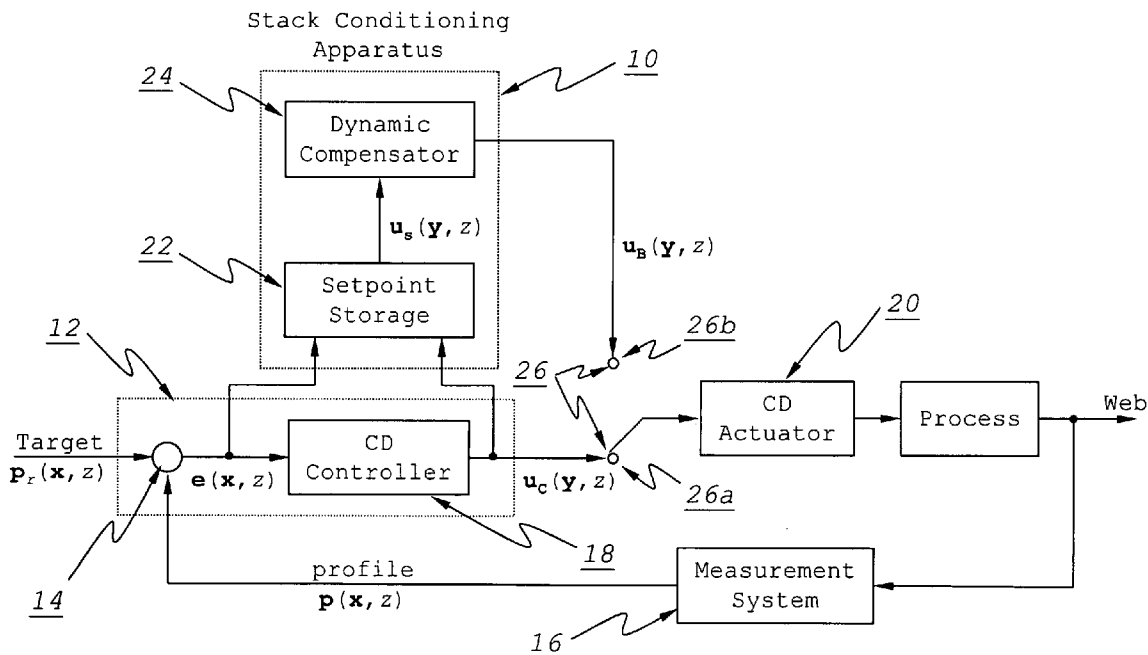 Stack Conditioning
Apparatus
10
24
Dynamic
Compensator
u_s(y,z)
u_B(y,z)
22
Setpoint
Storage
12
26
26b
20
Target
p_r(x,z)
e(x,z)
CD
Controller
u_C(y,z)
26a
CD
Actuator
Process
Web
14
18
profile
p(x,z)
Measurement
System
16